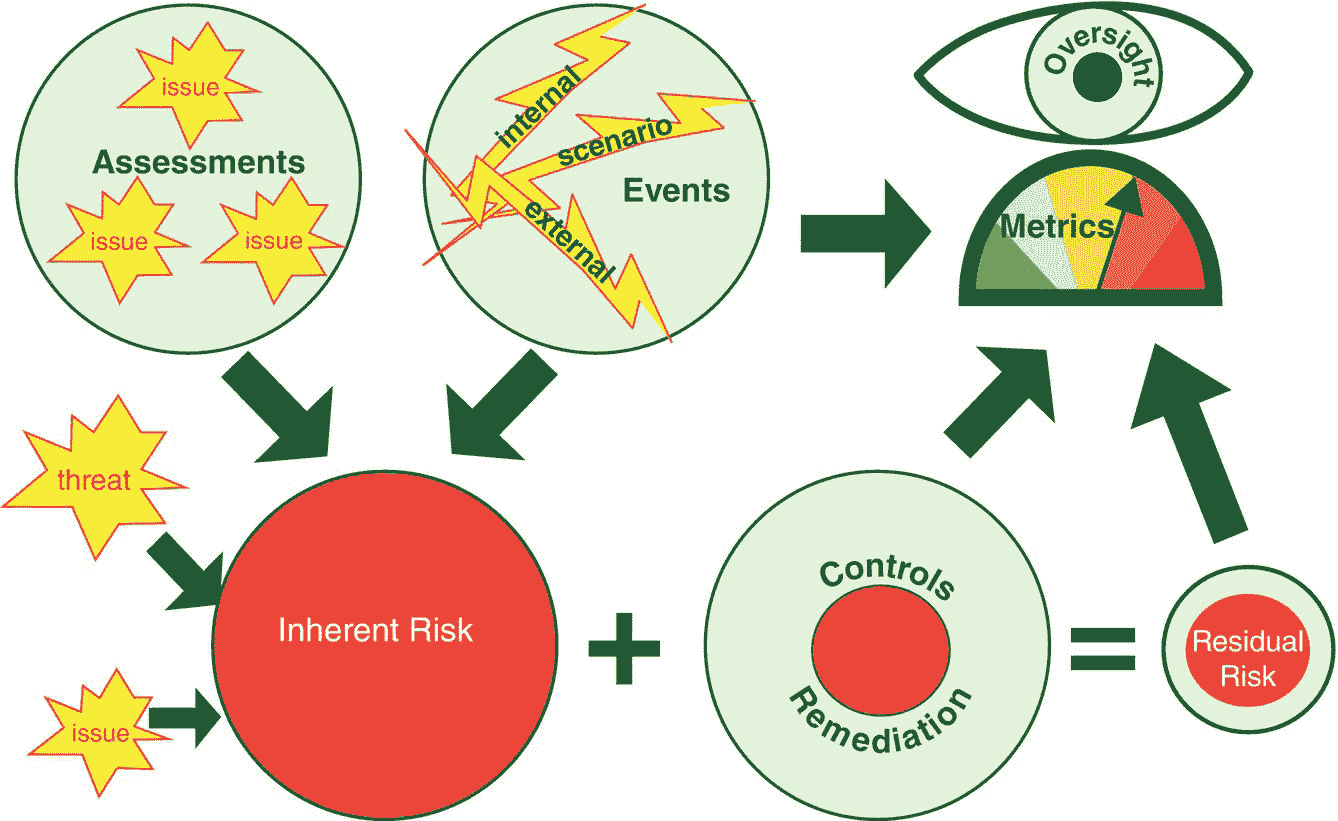 issue
Assessments
issue
issue
internal
scenario
external
Events
Oversight
Metrics
threat
issue
Inherent Risk
+
Controls
Remediation
=
Residual
Risk